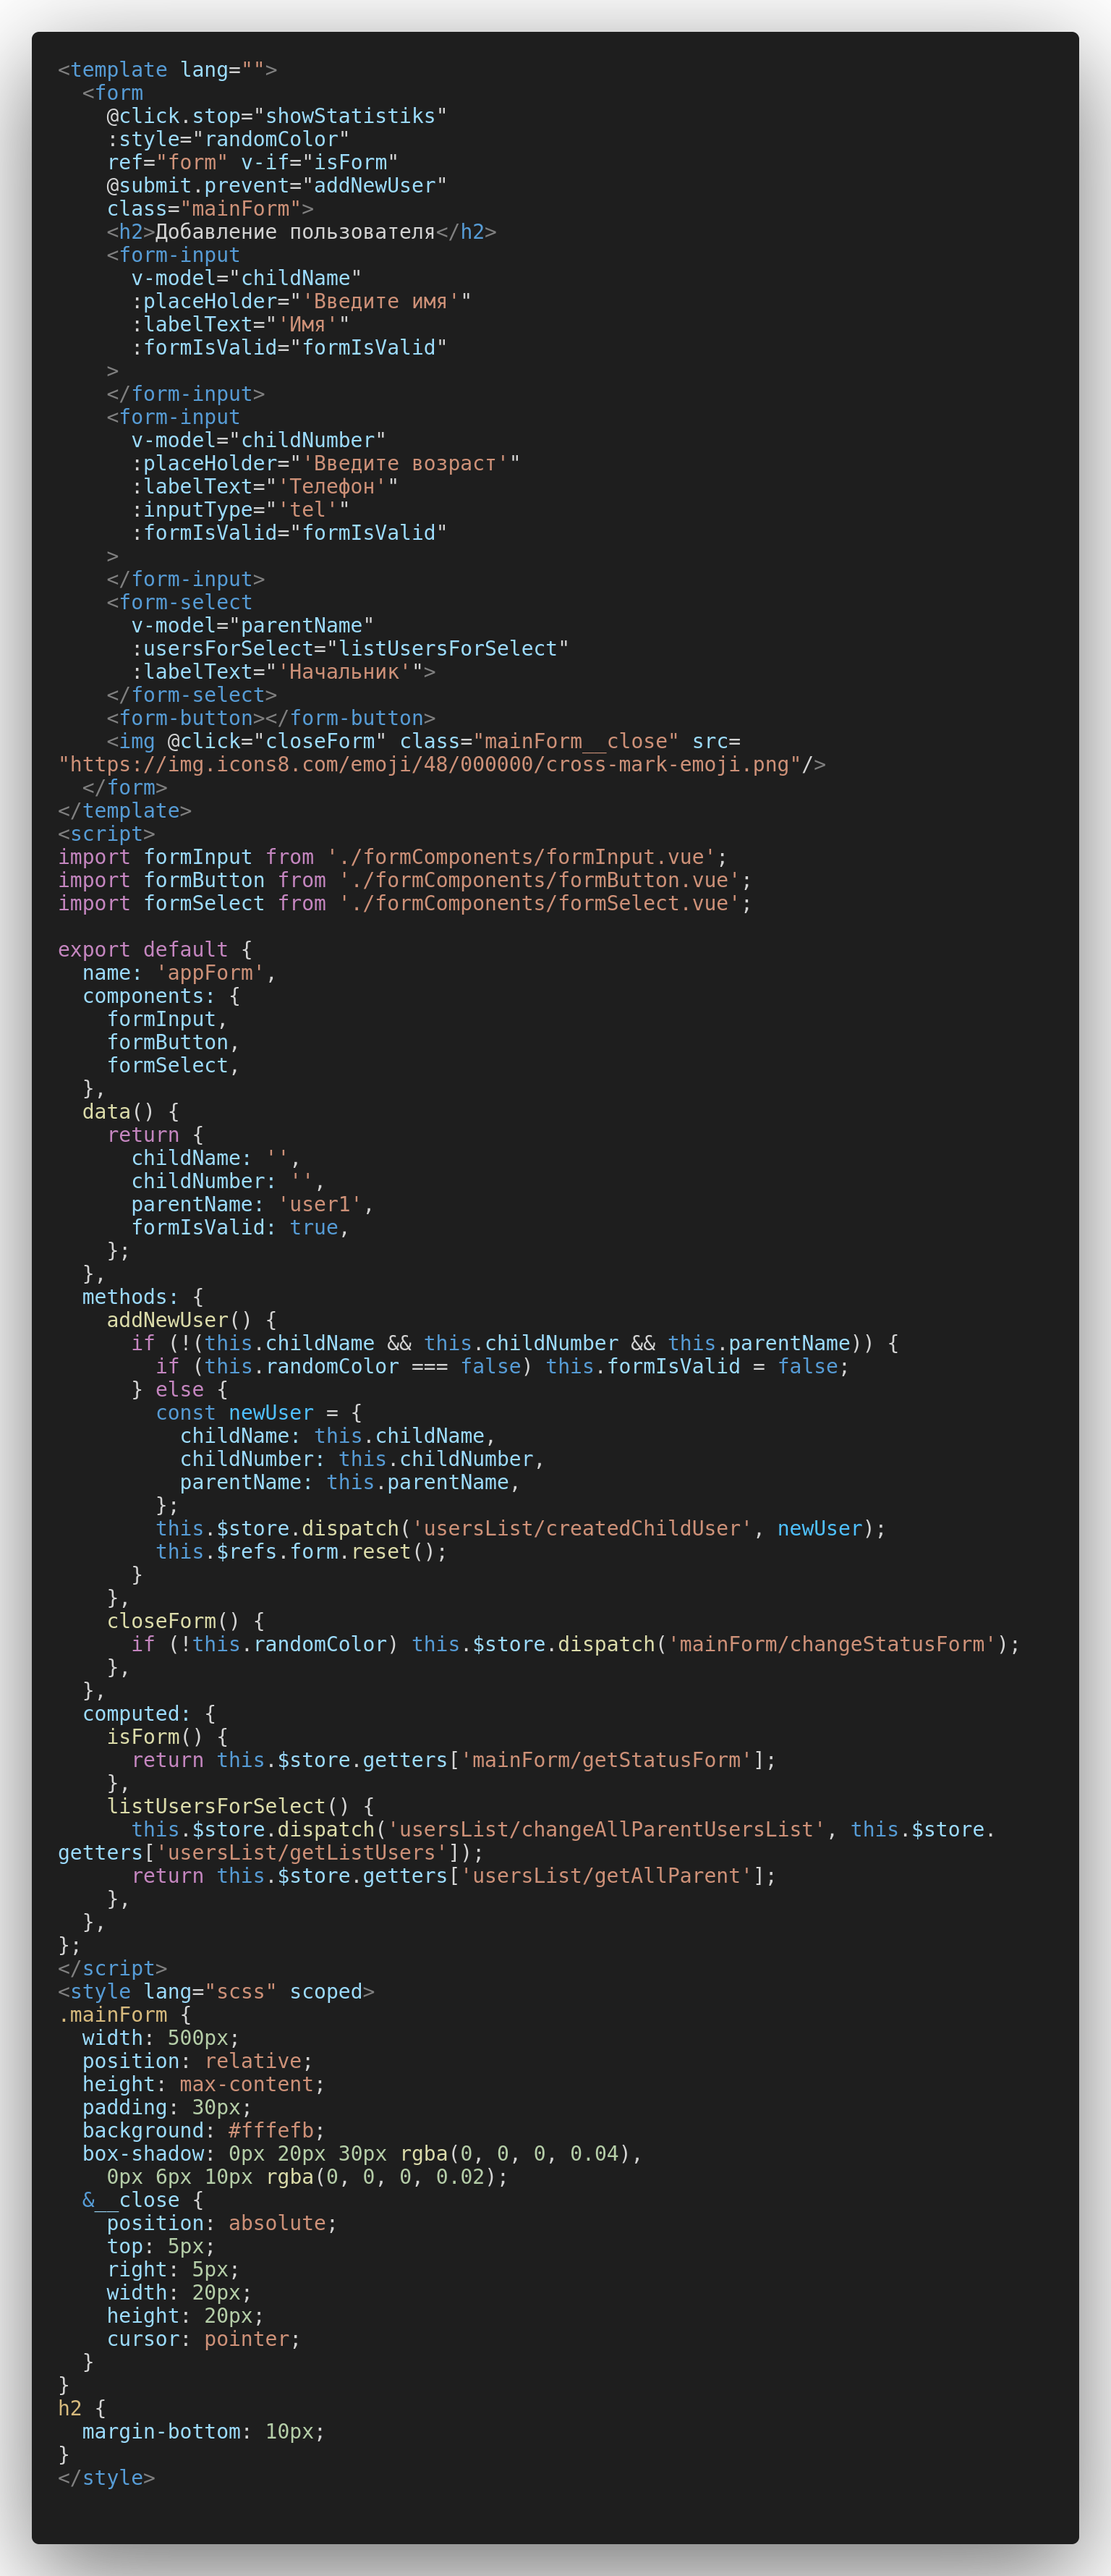 <template lang="">
  <form
    @click.stop="showStatistiks"
    :style="randomColor"
    ref="form" v-if="isForm"
    @submit.prevent="addNewUser"
    class="mainForm">
    <h2>Добавление пользователя</h2>
    <form-input
      v-model="childName"
      :placeHolder="'Введите имя'"
      :labelText="'Имя'"
      :formIsValid="formIsValid"
    >
    </form-input>
    <form-input
      v-model="childNumber"
      :placeHolder="'Введите возраст'"
      :labelText="'Телефон'"
      :inputType="'tel'"
      :formIsValid="formIsValid"
    >
    </form-input>
    <form-select
      v-model="parentName"
      :usersForSelect="listUsersForSelect"
      :labelText="'Начальник'">
    </form-select>
    <form-button></form-button>
    <img @click="closeForm" class="mainForm__close" src=
"https://img.icons8.com/emoji/48/000000/cross-mark-emoji.png"/>
  </form>
</template>
<script>
import formInput from './formComponents/formInput.vue';
import formButton from './formComponents/formButton.vue';
import formSelect from './formComponents/formSelect.vue';

export default {
  name: 'appForm',
  components: {
    formInput,
    formButton,
    formSelect,
  },
  data() {
    return {
      childName: '',
      childNumber: '',
      parentName: 'user1',
      formIsValid: true,
    };
  },
  methods: {
    addNewUser() {
      if (!(this.childName && this.childNumber && this.parentName)) {
        if (this.randomColor === false) this.formIsValid = false;
      } else {
        const newUser = {
          childName: this.childName,
          childNumber: this.childNumber,
          parentName: this.parentName,
        };
        this.$store.dispatch('usersList/createdChildUser', newUser);
        this.$refs.form.reset();
      }
    },
    closeForm() {
      if (!this.randomColor) this.$store.dispatch('mainForm/changeStatusForm');
    },
  },
  computed: {
    isForm() {
      return this.$store.getters['mainForm/getStatusForm'];
    },
    listUsersForSelect() {
      this.$store.dispatch('usersList/changeAllParentUsersList', this.$store.
getters['usersList/getListUsers']);
      return this.$store.getters['usersList/getAllParent'];
    },
  },
};
</script>
<style lang="scss" scoped>
.mainForm {
  width: 500px;
  position: relative;
  height: max-content;
  padding: 30px;
  background: #fffefb;
  box-shadow: 0px 20px 30px rgba(0, 0, 0, 0.04),
    0px 6px 10px rgba(0, 0, 0, 0.02);
  &__close {
    position: absolute;
    top: 5px;
    right: 5px;
    width: 20px;
    height: 20px;
    cursor: pointer;
  }
}
h2 {
  margin-bottom: 10px;
}
</style>